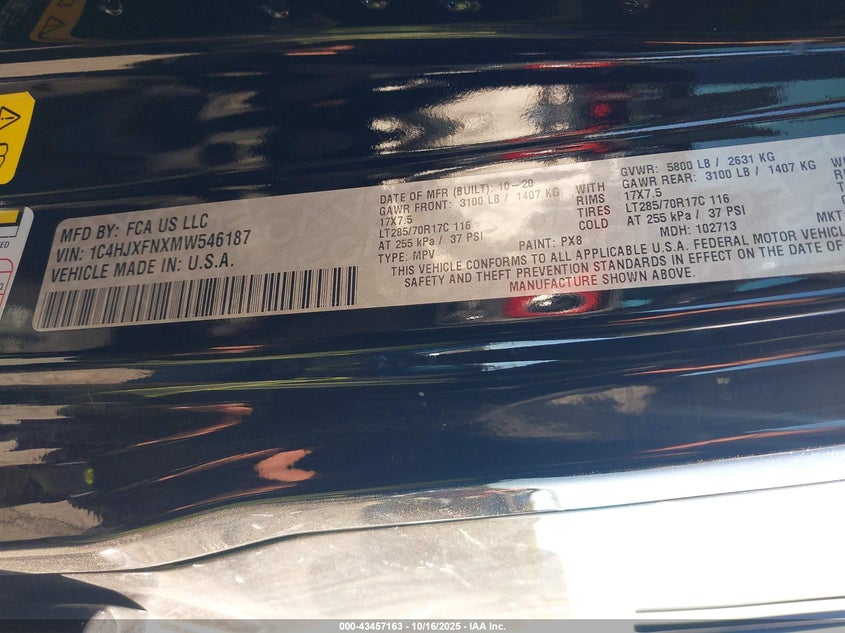 MFD BY: FCA US LLC
VIN: 1C4HJXFNXMW546187
VEHICLE MADE IN: U.S.A.
DATE OF MFR (BUILT): 10-20
GAWR FRONT: 3100 LB / 1407 KG WITH
17X7.5 RIMS
LT285/70R17C 116 TIRES
AT 255 kPa / 37 PSI COLD
TYPE: MPV PAINT: PX8
GVWR: 5800 LB / 2631 KG
GAWR REAR: 3100 LB / 1407 KG
17X7.5
LT285/70R17C 116
AT 255 kPa / 37 PSI
MDH: 102713
MKT:
THIS VEHICLE CONFORMS TO ALL APPLICABLE U.S.A. FEDERAL MOTOR VEHICLE
SAFETY AND THEFT PREVENTION STANDARDS IN EFFECT ON THE DATE OF
MANUFACTURE SHOWN ABOVE.
000-43457163 - 10/16/2025 - IAA Inc.